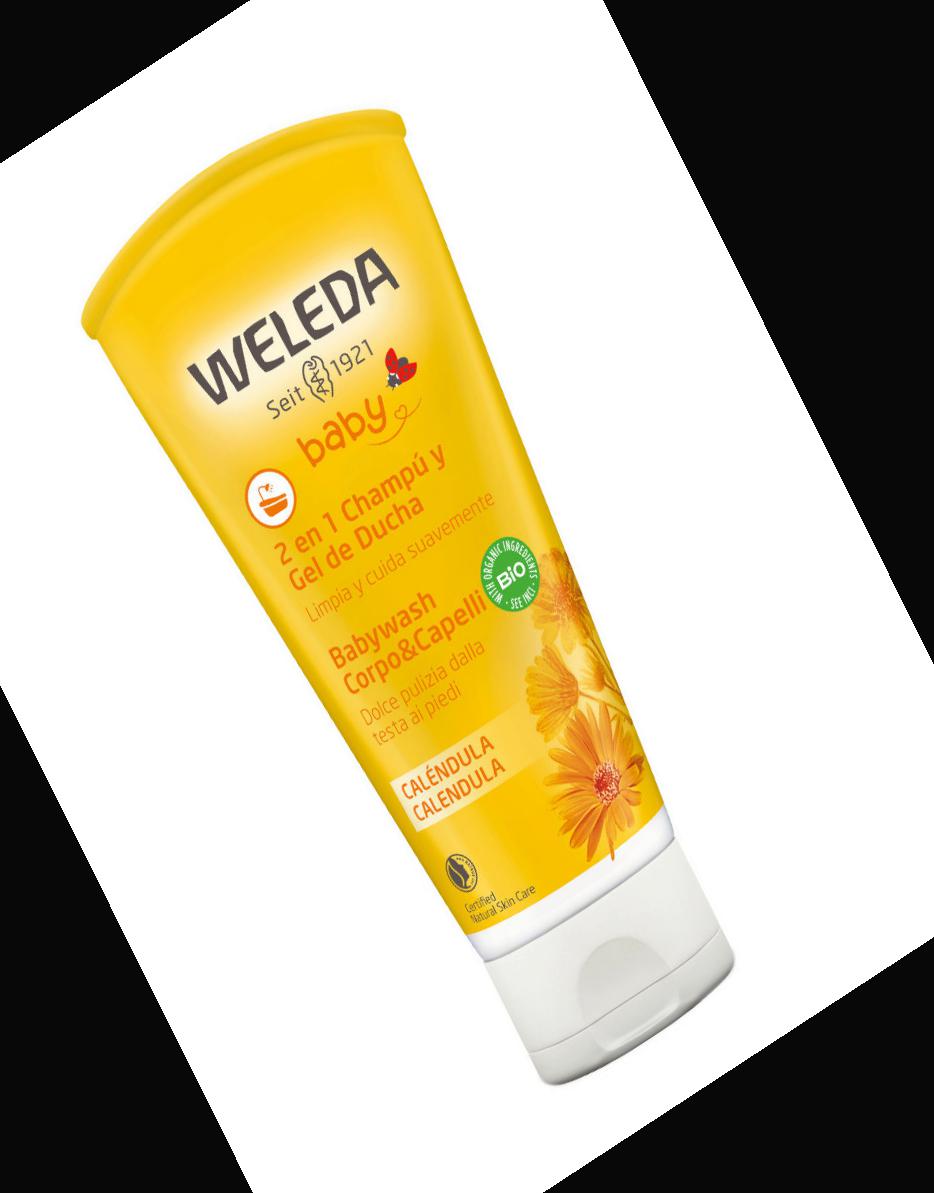 WELEDA
Seit 1921
baby
2 en 1 Champú y
Gel de Ducha
Limpia y cuida suavemente
WITH ORGANIC INGREDIENTS
Bio
· SEE INCI ·
Babywash
Corpo&Capelli
Dolce pulizia dalla
testa ai piedi
CALÉNDULA
CALENDULA
Certified
Natural Skin Care